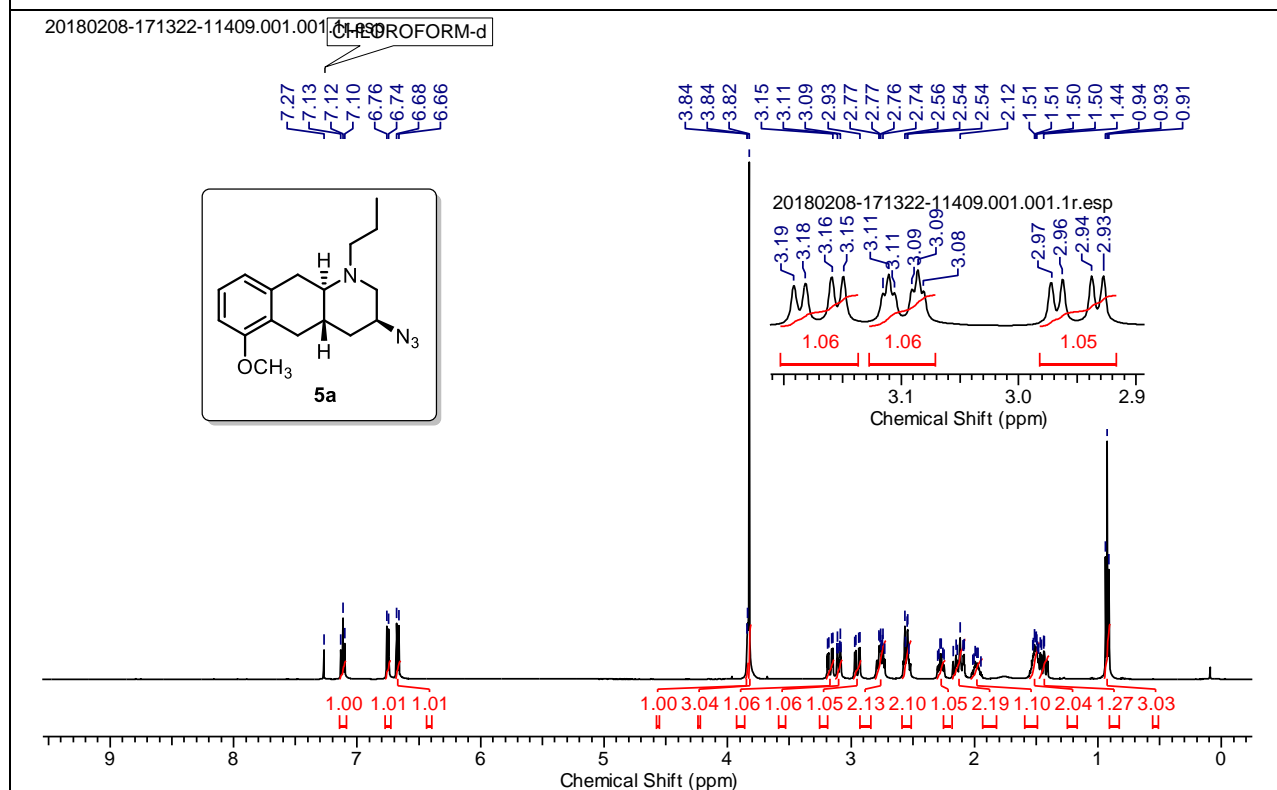 20180208-171322-11409.001.001.1r.esp
CHLOROFORM-d
7.27 7.13 7.12 7.10 6.76 6.74 6.68 6.66
3.84 3.84 3.82 3.15 3.11 3.09 2.93 2.77 2.77 2.76 2.74 2.56 2.54 2.54 2.12 1.51 1.51 1.50 1.50 1.44 0.94 0.93 0.91
20180208-171322-11409.001.001.1r.esp
3.19 3.18 3.16 3.15 3.11 3.11 3.09 3.09 3.08 2.97 2.96 2.94 2.93
1.06 1.06 1.05
3.1 3.0 2.9
Chemical Shift (ppm)
H
N
N3
H
OCH3
5a
1.00 1.01 1.01 1.00 3.04 1.06 1.06 1.05 2.13 2.10 1.05 2.19 1.10 2.04 1.27 3.03
9 8 7 6 5 4 3 2 1 0
Chemical Shift (ppm)